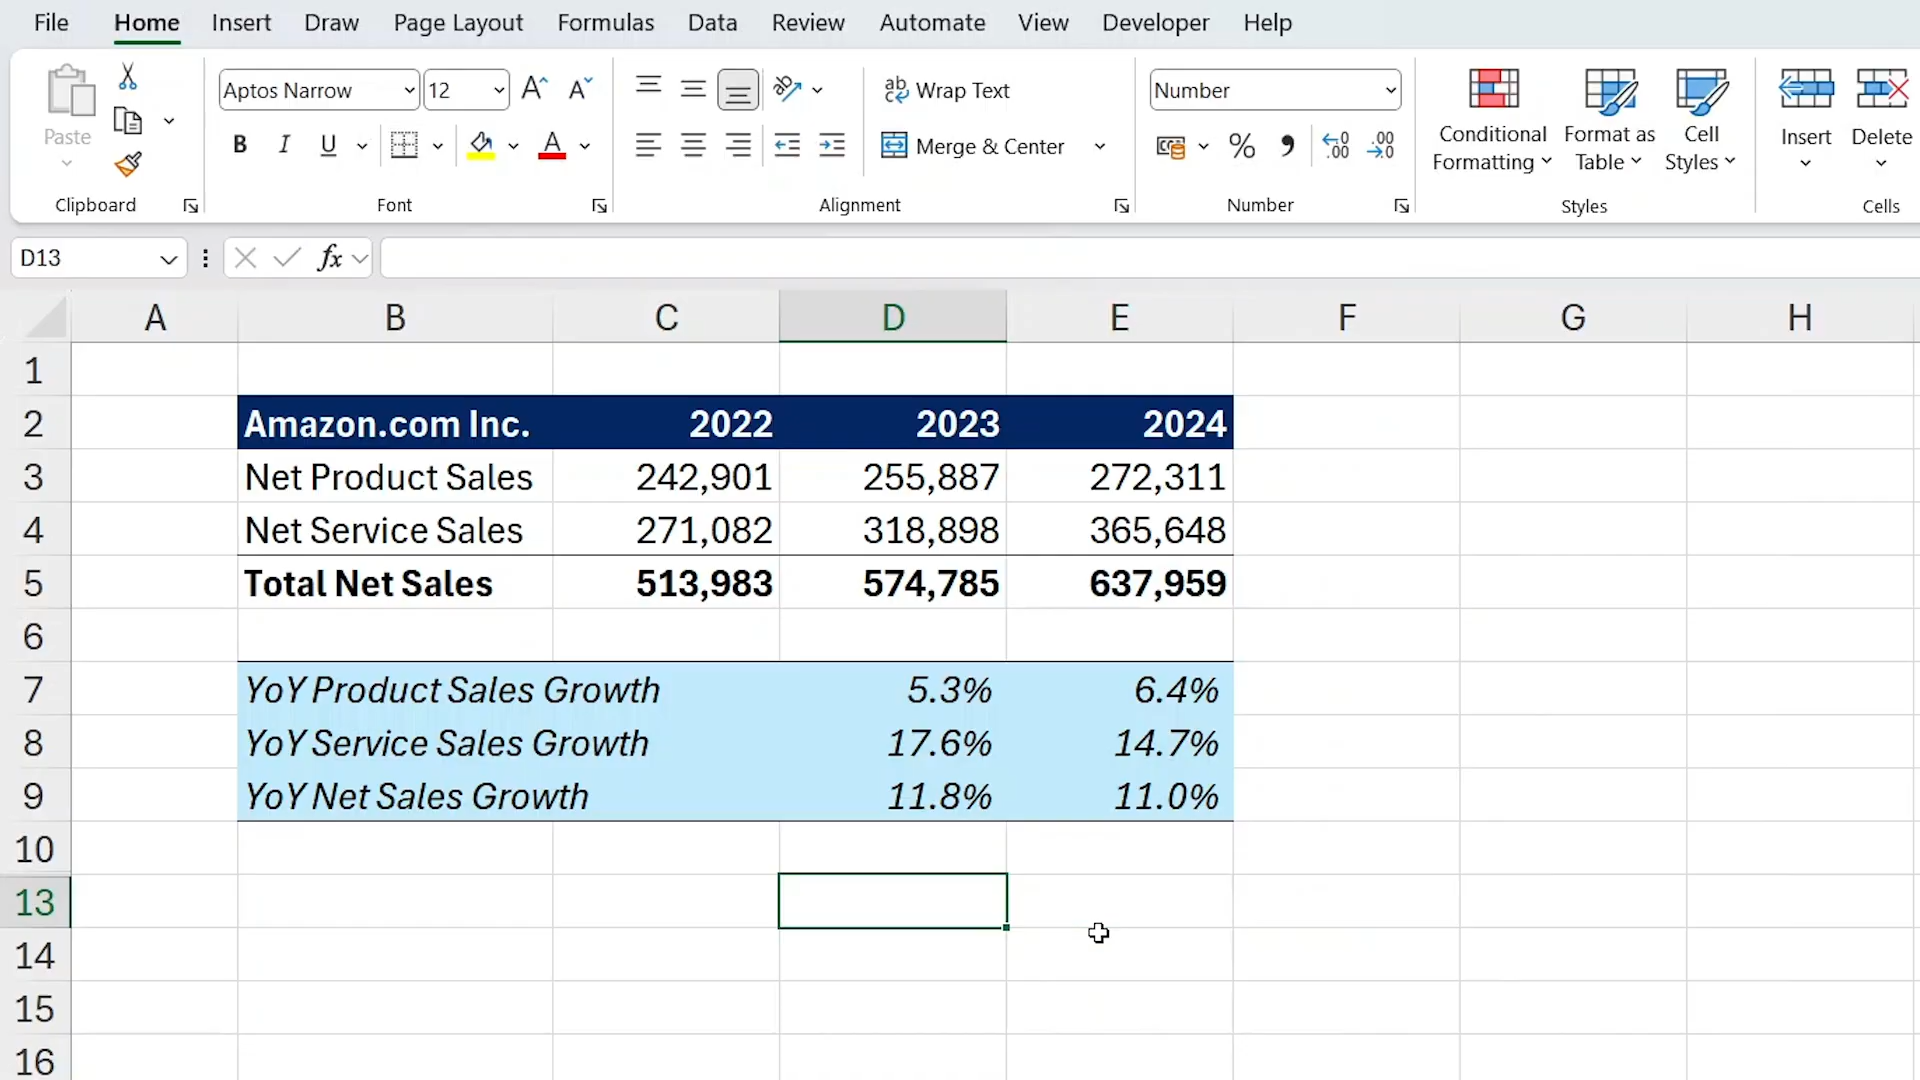 File Home Insert Draw Page Layout Formulas Data Review Automate View Developer Help
Aptos Narrow 12 Wrap Text Number
Paste B I U Merge & Center % Conditional Formatting Format as Table Cell Styles Insert Delete
Clipboard Font Alignment Number Styles Cells
D13 fx
A B C D E F G H
1
2 Amazon.com Inc. 2022 2023 2024
3 Net Product Sales 242,901 255,887 272,311
4 Net Service Sales 271,082 318,898 365,648
5 Total Net Sales 513,983 574,785 637,959
6
7 YoY Product Sales Growth 5.3% 6.4%
8 YoY Service Sales Growth 17.6% 14.7%
9 YoY Net Sales Growth 11.8% 11.0%
10
13
14
15
16